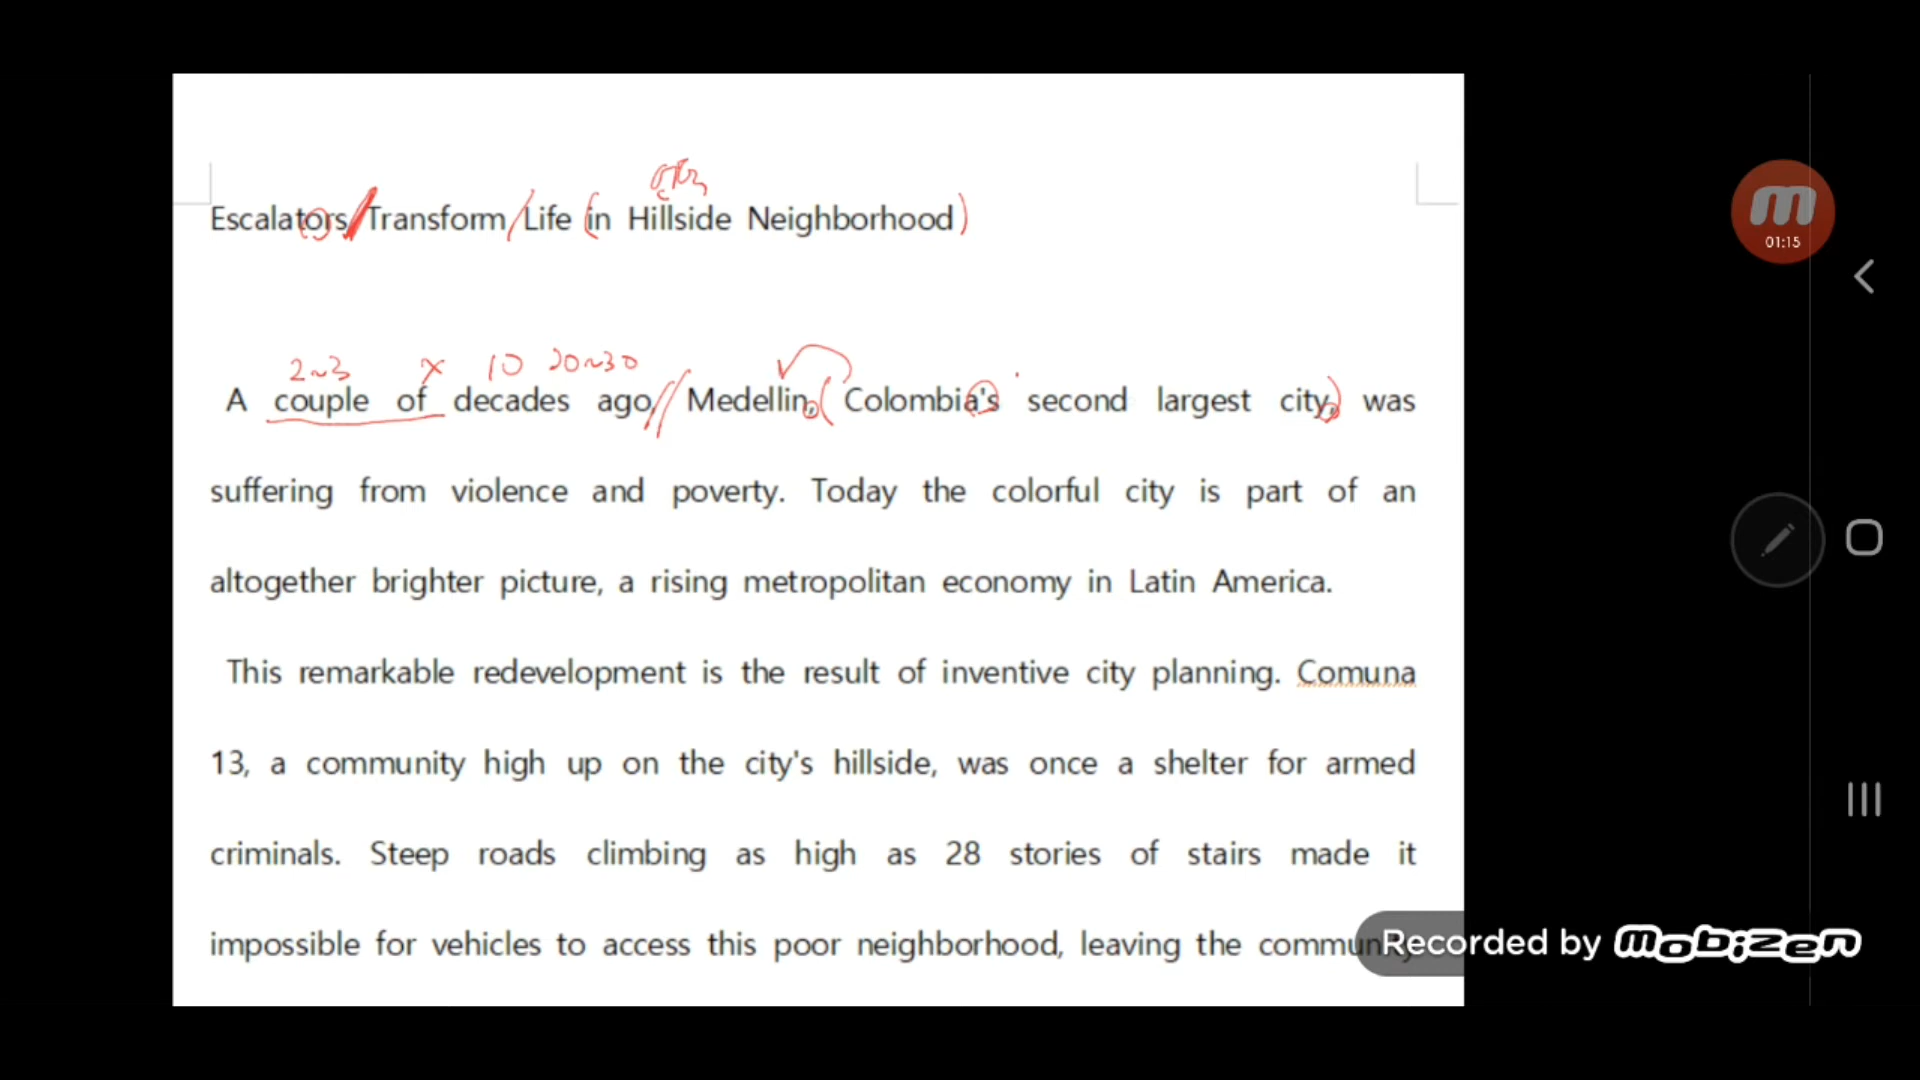 Escalators Transform Life in Hillside Neighborhood
01:15
2~3 x 10 20~30
A couple of decades ago, Medellin, Colombia's second largest city, was
suffering from violence and poverty. Today the colorful city is part of an
altogether brighter picture, a rising metropolitan economy in Latin America.
This remarkable redevelopment is the result of inventive city planning. Comuna
13, a community high up on the city's hillside, was once a shelter for armed
criminals. Steep roads climbing as high as 28 stories of stairs made it
impossible for vehicles to access this poor neighborhood, leaving the community
Recorded by mobizen